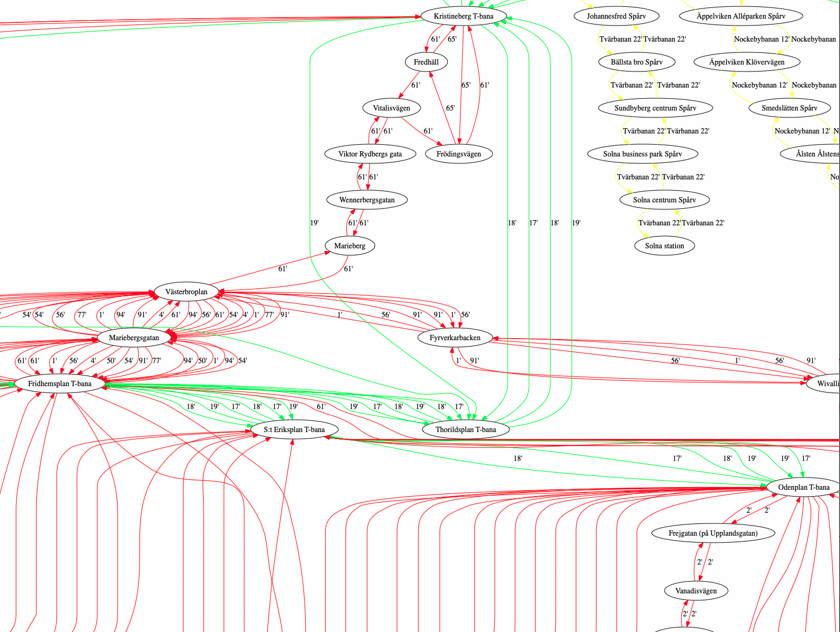 Kristineberg T-bana
Johannesfred Spårv
Äppelviken Alléparken Spårv
61' 65'
Tvärbanan 22' Tvärbanan 22'
Nockebybanan 12' Nockebybanan
Fredhäll
Bällsta bro Spårv
Äppelviken Klövervägen
61' 65' 61'
Tvärbanan 22' Tvärbanan 22'
Nockebybanan 12' Nockebybanan
Vitalisvägen
65'
Sundbyberg centrum Spårv
Smedslätten Spårv
61' 61' 61'
Tvärbanan 22' Tvärbanan 22'
Nockebybanan 12' N
Viktor Rydbergs gata
Frödingsvägen
Solna business park Spårv
Ålsten Ålstens
61' 61'
Tvärbanan 22' Tvärbanan 22'
No
Wennerbergsgatan
Solna centrum Spårv
19' 61' 61' 18' 17' 18' 19'
Tvärbanan 22' Tvärbanan 22'
Marieberg
Solna station
61' 61'
Västerbroplan
54' 54' 56' 77' 1' 94' 91' 4' 61' 94' 56' 61' 54' 4' 1' 77' 91' 1' 56' 91' 91' 1' 56'
Mariebergsgatan
Fyrverkarbacken
61' 61' 1' 56' 4' 50' 54' 91' 77' 94' 50' 1' 94' 54' 1' 91' 56' 1' 56' 91'
Fridhemsplan T-bana
Wivalli
18' 19' 17' 18' 17' 19' 61' 19' 17' 18' 19' 18' 17'
S:t Eriksplan T-bana
Thorildsplan T-bana
18' 17' 18' 19' 19' 17'
Odenplan T-bana
2' 2'
Frejgatan (på Upplandsgatan)
2' 2'
Vanadisvägen
2' 2'